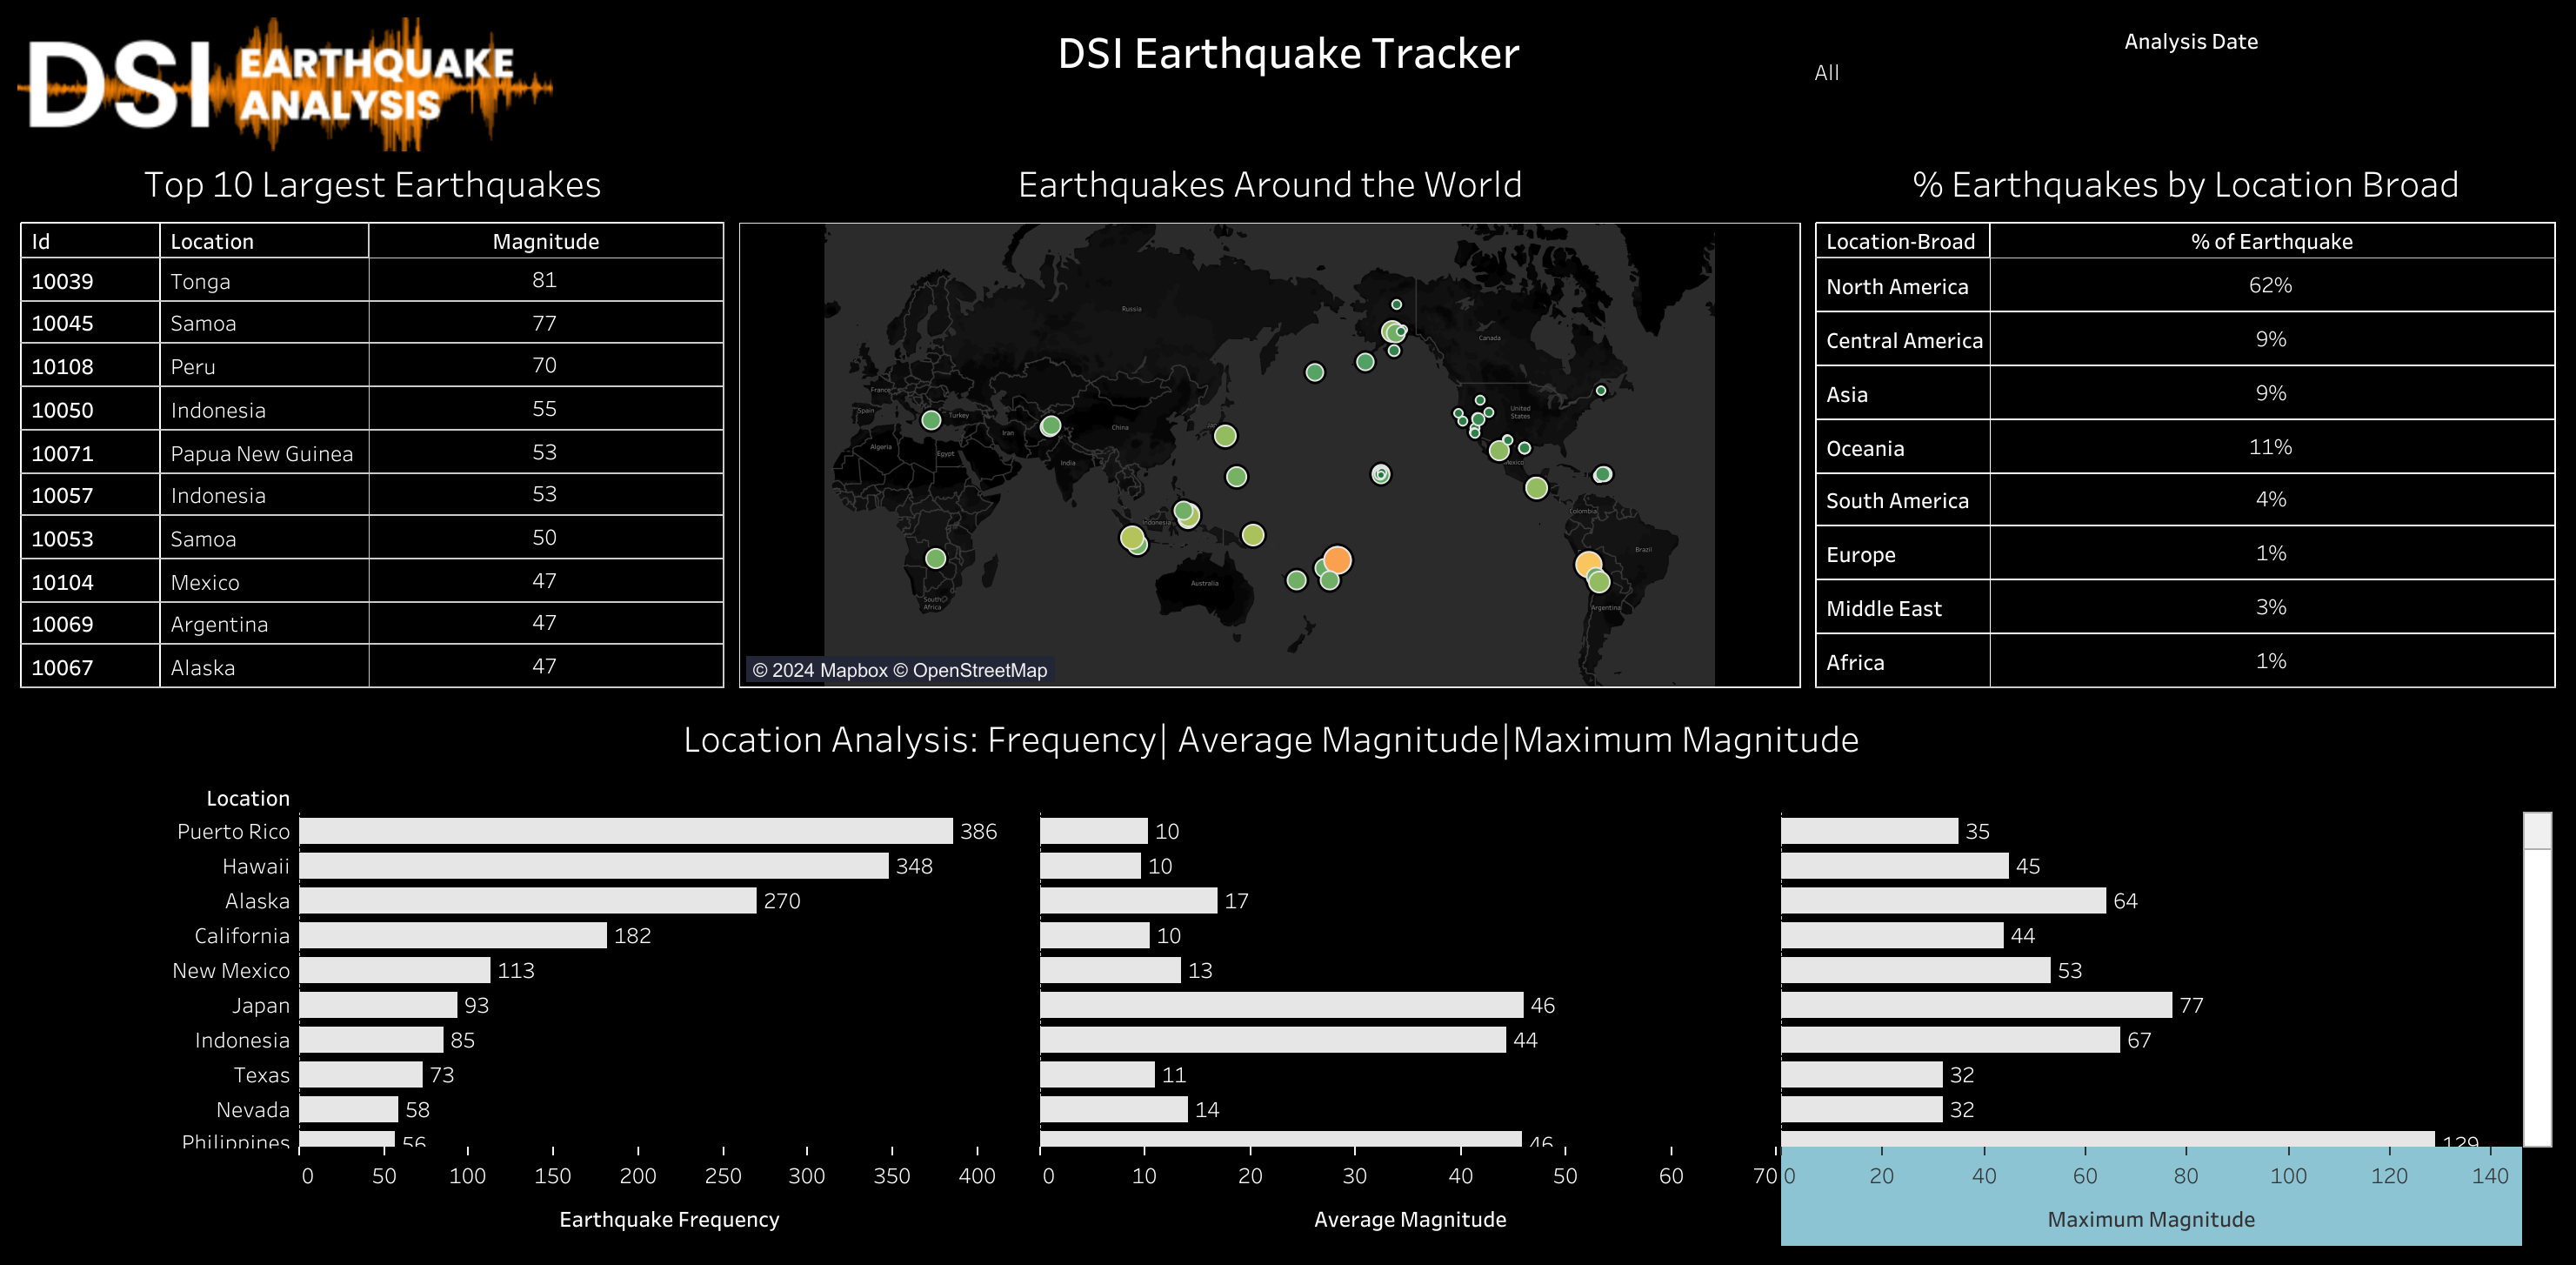 DSI EARTHQUAKE ANALYSIS
DSI Earthquake Tracker
Analysis Date
All
Top 10 Largest Earthquakes
Id Location Magnitude
10039 Tonga 81
10045 Samoa 77
10108 Peru 70
10050 Indonesia 55
10071 Papua New Guinea 53
10057 Indonesia 53
10053 Samoa 50
10104 Mexico 47
10069 Argentina 47
10067 Alaska 47
Earthquakes Around the World
Russia
Canada
France
Spain
Turkey
United States
Iran
China
Algeria
Egypt
India
Mexico
Colombia
Indonesia
Brazil
Australia
South Africa
Argentina
© 2024 Mapbox © OpenStreetMap
% Earthquakes by Location Broad
Location-Broad % of Earthquake
North America 62%
Central America 9%
Asia 9%
Oceania 11%
South America 4%
Europe 1%
Middle East 3%
Africa 1%
Location Analysis: Frequency| Average Magnitude|Maximum Magnitude
Location
Puerto Rico 386 10 35
Hawaii 348 10 45
Alaska 270 17 64
California 182 10 44
New Mexico 113 13 53
Japan 93 46 77
Indonesia 85 44 67
Texas 73 11 32
Nevada 58 14 32
Philippines 56 46 129
0 50 100 150 200 250 300 350 400 0 10 20 30 40 50 60 70 0 20 40 60 80 100 120 140
Earthquake Frequency Average Magnitude Maximum Magnitude